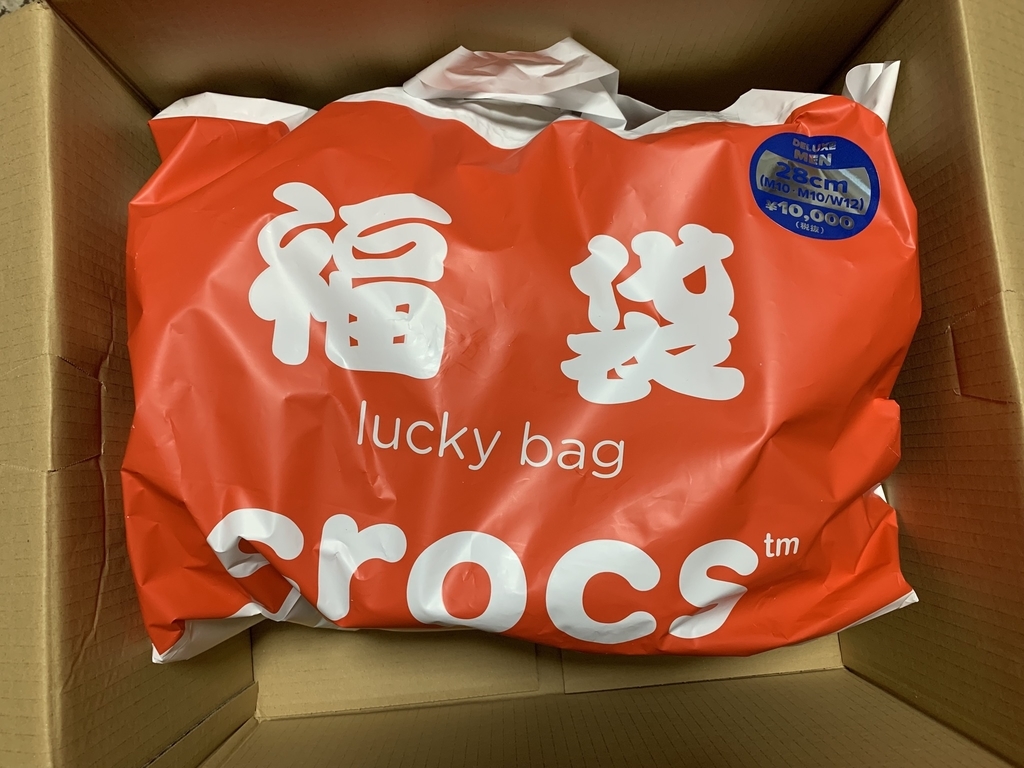 福袋
lucky bag
crocs™
DELUXE
MEN
28cm
(M10・M10/W12)
¥10,000
(税抜)